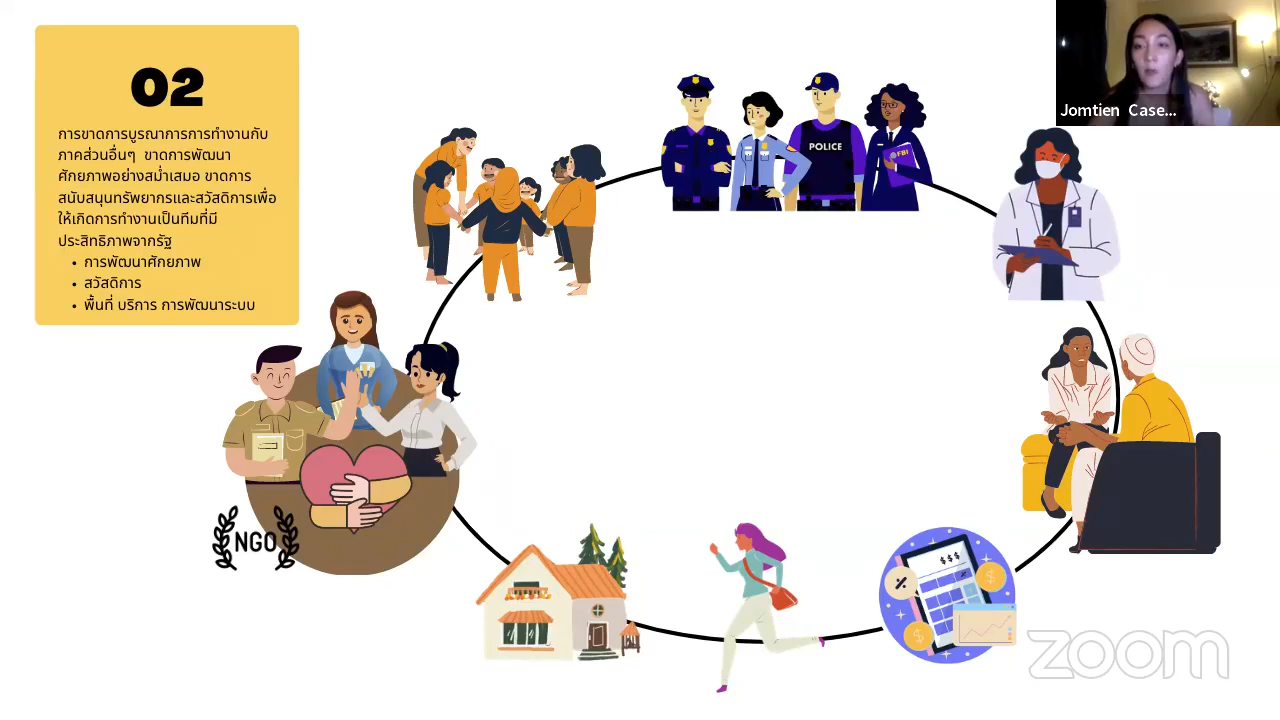 02
การขาดการบูรณาการการทำงานกับ
ภาคส่วนอื่นๆ ขาดการพัฒนา
ศักยภาพอย่างสม่ำเสมอ ขาดการ
สนับสนุนทรัพยากรและสวัสดิการเพื่อ
ให้เกิดการทำงานเป็นทีมที่มี
ประสิทธิภาพจากรัฐ
• การพัฒนาศักยภาพ
• สวัสดิการ
• พื้นที่ บริการ การพัฒนาระบบ
Jomtien Case...
POLICE
FBI
NGO
$$$
%
$
$
zoom